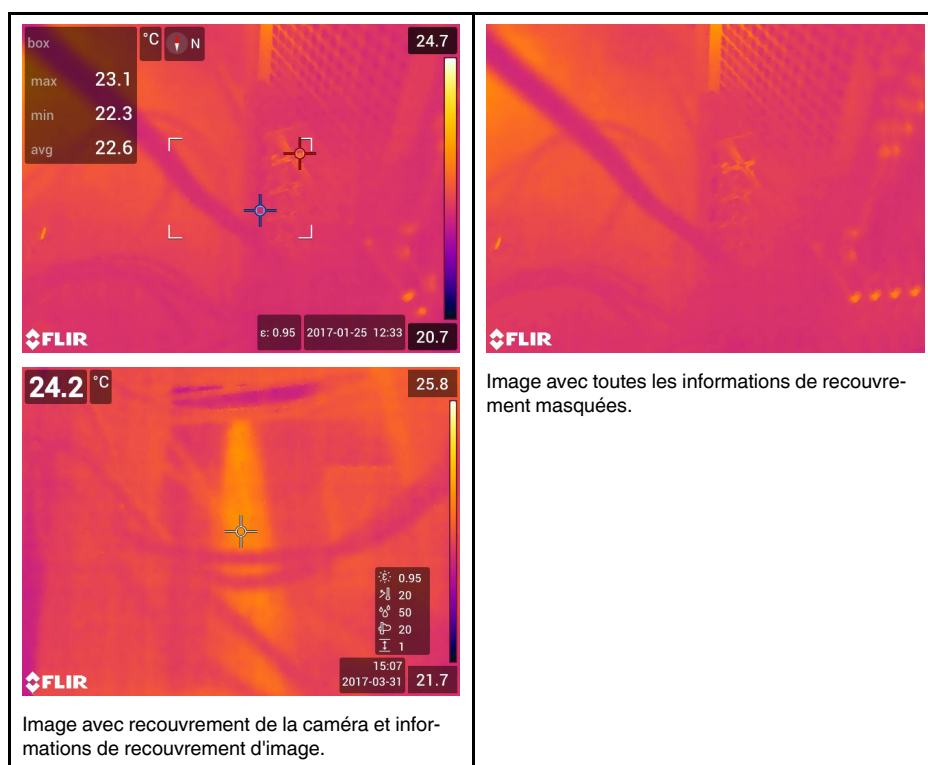 box
°C
N
24.7
max 23.1
min 22.3
avg 22.6
ε: 0.95
2017-01-25 12:33
20.7
FLIR
24.2 °C
25.8
0.95
20
50
20
1
15:07
2017-03-31
21.7
FLIR
Image avec recouvrement de la caméra et infor-
mations de recouvrement d'image.
FLIR
Image avec toutes les informations de recouvre-
ment masquées.